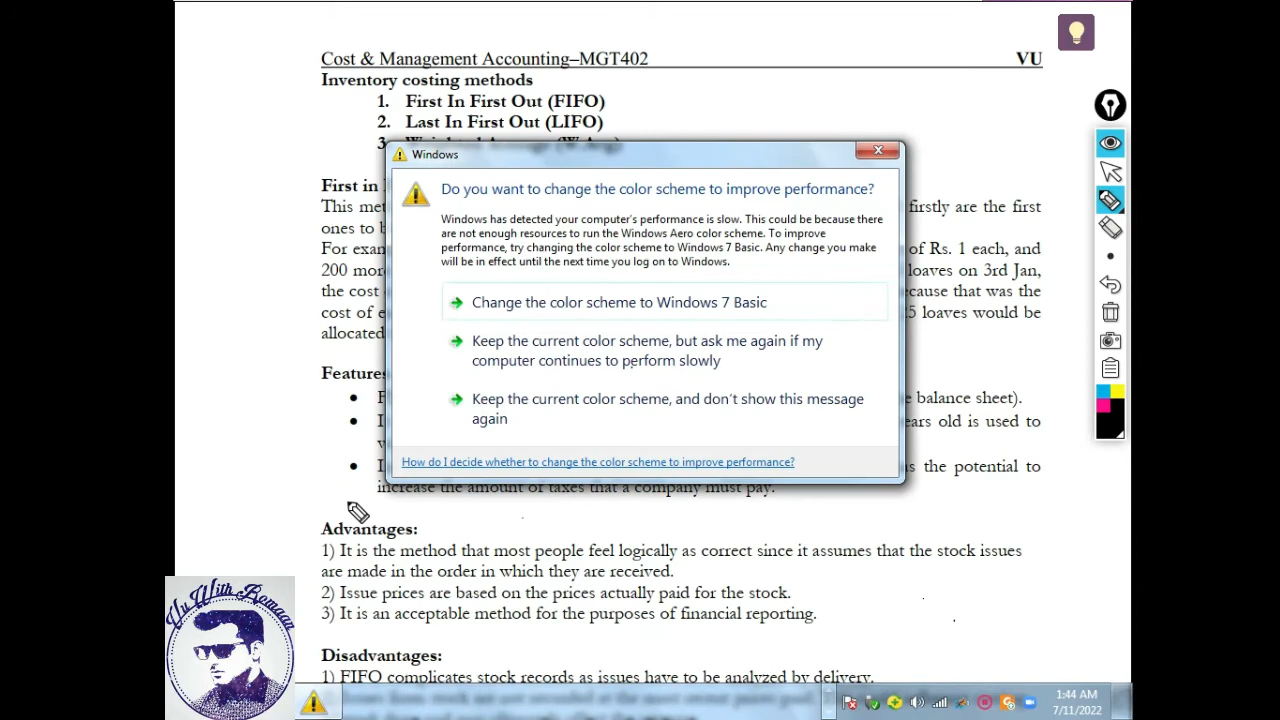 Cost & Management Accounting–MGT402 VU
Inventory costing methods
1. First In First Out (FIFO)
2. Last In First Out (LIFO)
3
Windows
First in
Do you want to change the color scheme to improve performance?
This met firstly are the first
ones to b
Windows has detected your computer's performance is slow. This could be because there
are not enough resources to run the Windows Aero color scheme. To improve
performance, try changing the color scheme to Windows 7 Basic. Any change you make
will be in effect until the next time you log on to Windows.
For exan of Rs. 1 each, and
200 mor loaves on 3rd Jan,
the cost ecause that was the
cost of e 5 loaves would be
allocated
Change the color scheme to Windows 7 Basic
Keep the current color scheme, but ask me again if my
computer continues to perform slowly
Features
e balance sheet).
ears old is used to
Keep the current color scheme, and don't show this message
again
How do I decide whether to change the color scheme to improve performance?
s the potential to
increase the amount of taxes that a company must pay.
Advantages:
1) It is the method that most people feel logically as correct since it assumes that the stock issues
are made in the order in which they are received.
2) Issue prices are based on the prices actually paid for the stock.
3) It is an acceptable method for the purposes of financial reporting.
Disadvantages:
1) FIFO complicates stock records as issues have to be analyzed by delivery.
Vu With Romaan
1:44 AM
7/11/2022